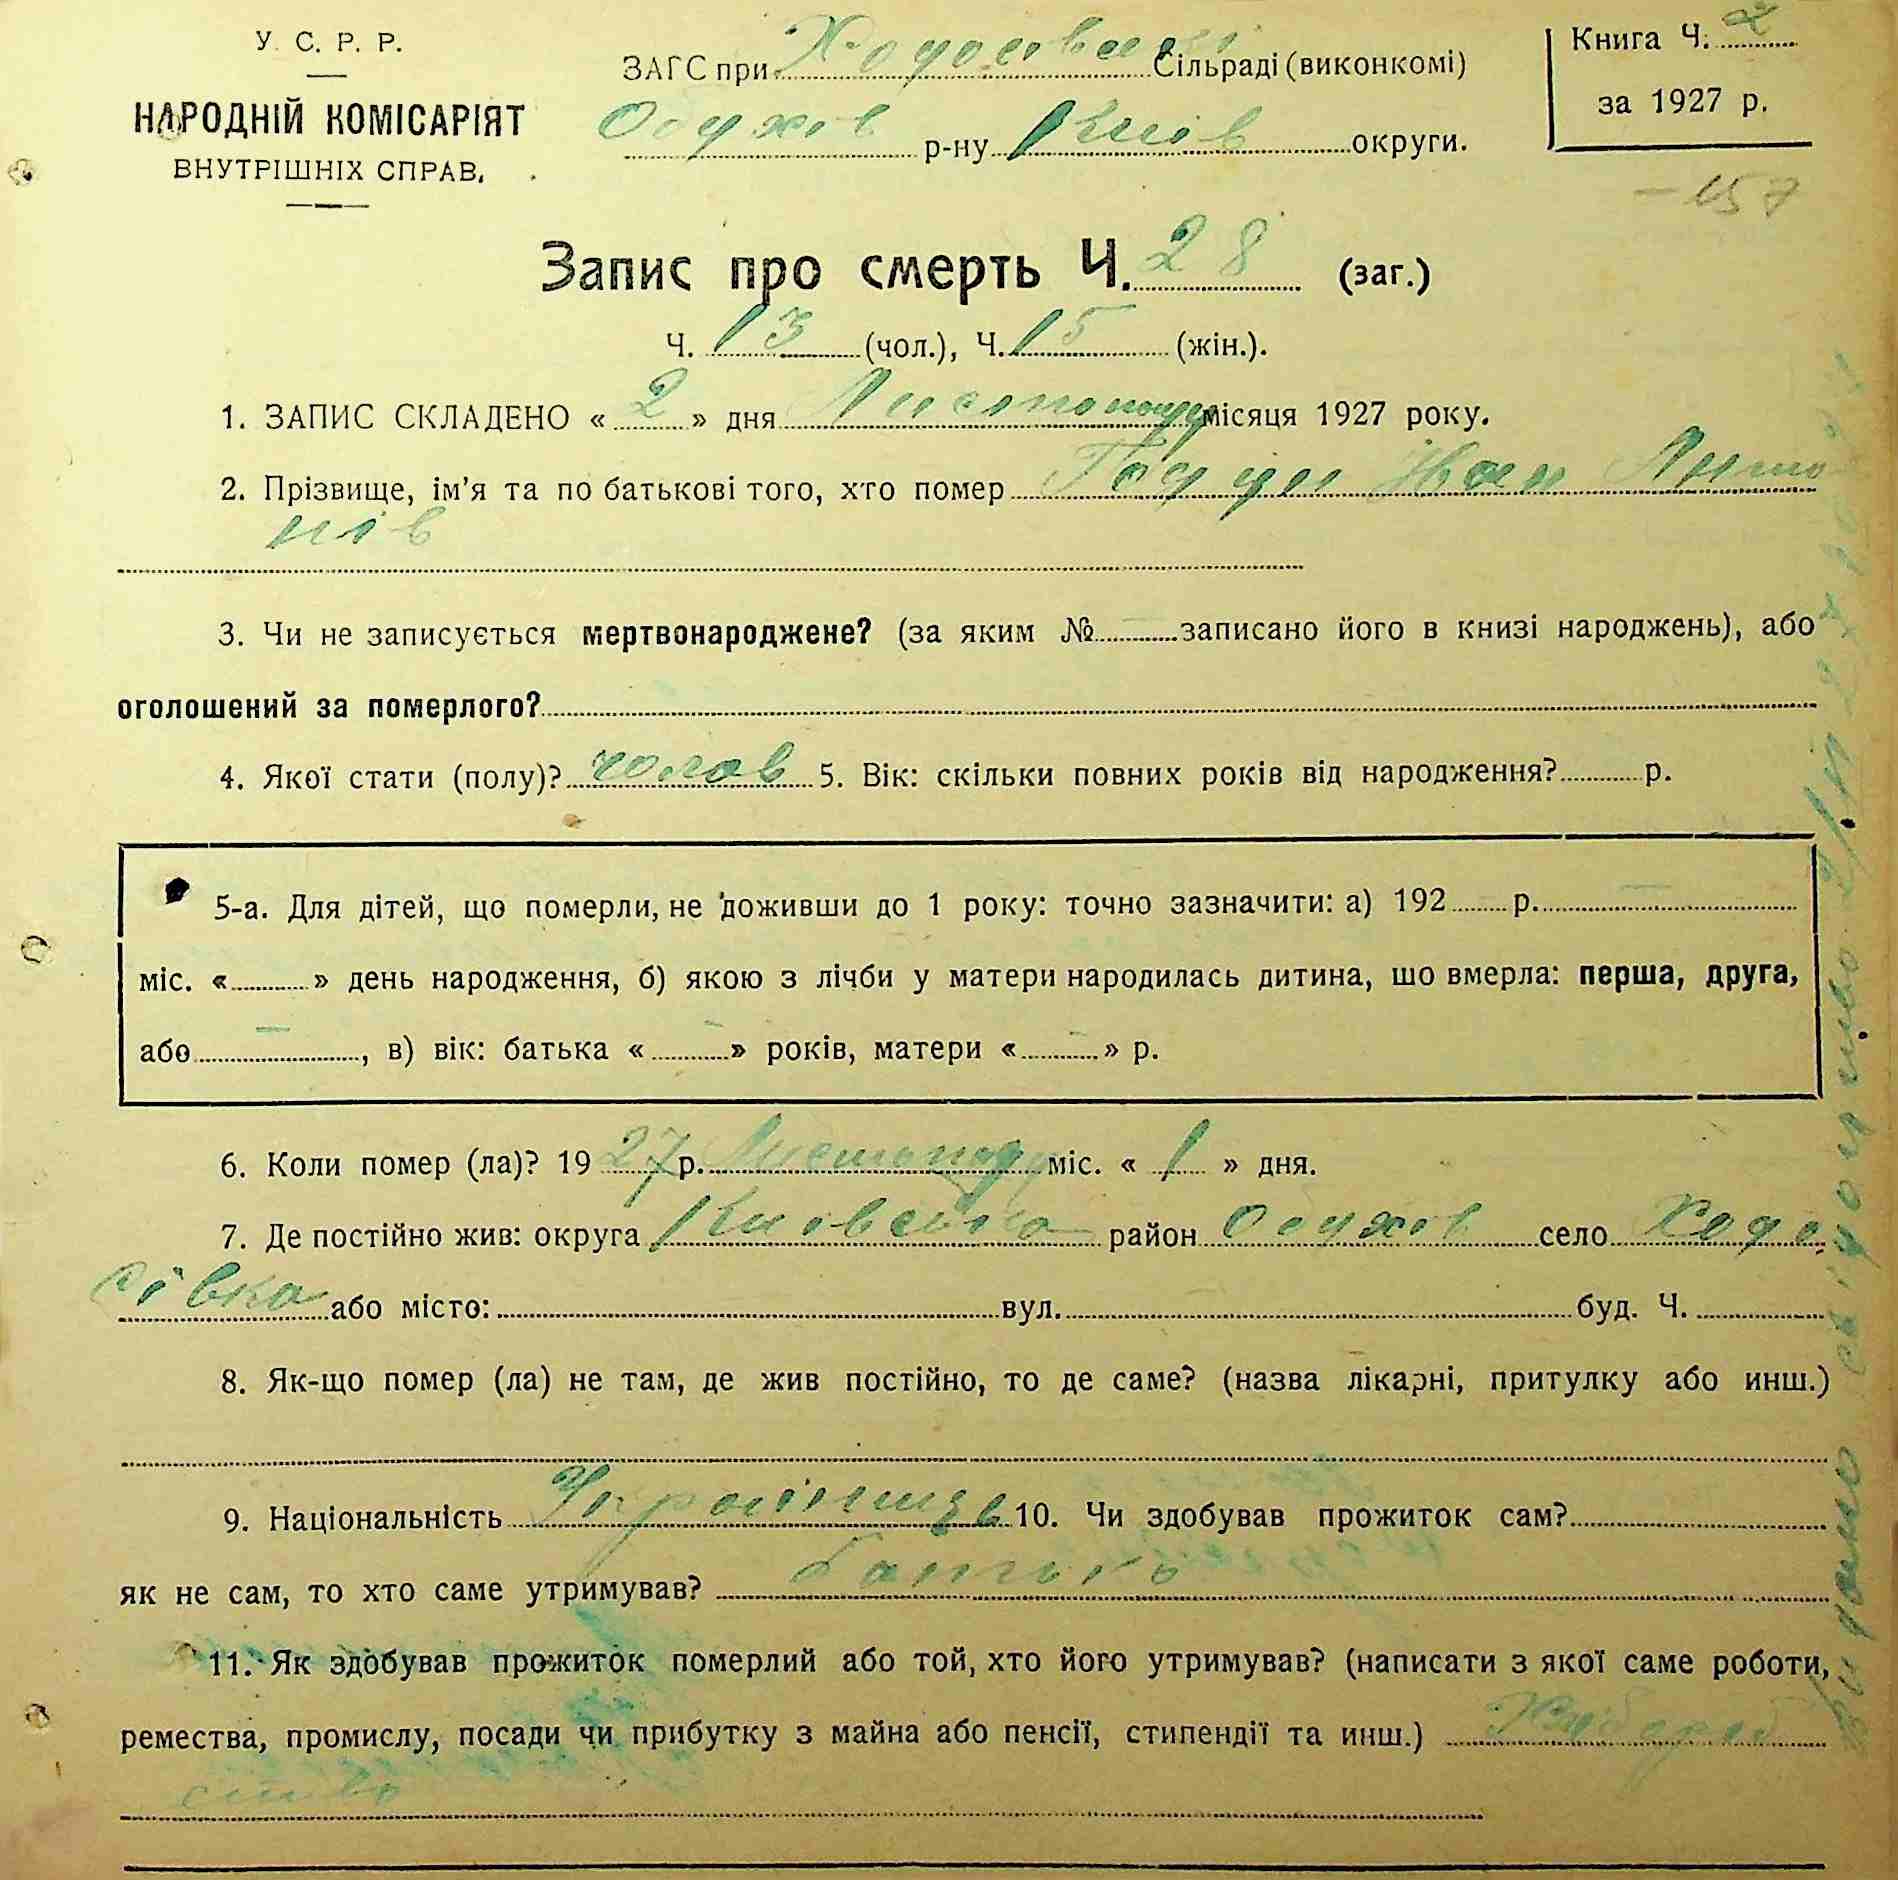 У. С. Р. Р.
НАРОДНІЙ КОМІСАРІЯТ
ВНУТРІШНІХ СПРАВ.
ЗАГС при Ходосівській Сільраді (виконкомі)
Обухов р-ну Київ округи.
Книга Ч. 2
за 1927 р.
Запис про смерть Ч. 28 (заг.)
Ч. 13 (чол.), Ч. 15 (жін.).
1. ЗАПИС СКЛАДЕНО « 2 » дня Листопаду місяця 1927 року.
2. Прізвище, ім'я та по батькові того, хто помер Іван Анто
нів
3. Чи не записується мертвонароджене? (за яким № — записано його в книзі народжень), або
оголошений за померлого?
4. Якої стати (полу)? чолов 5. Вік: скільки повних років від народження? р.
5-а. Для дітей, що померли, не доживши до 1 року: точно зазначити: а) 192 р. —
міс. « » день народження, б) якою з лічби у матери народилась дитина, шо вмерла: перша, друга,
або —, в) вік: батька « — » років, матери « — » р.
6. Коли помер (ла)? 1927 р. Листопаду міс. « 1 » дня.
7. Де постійно жив: округа Київська район Обухов село Ходо
сівка або місто: вул. буд. Ч.
8. Як-що помер (ла) не там, де жив постійно, то де саме? (назва лікарні, притулку або инш.)
9. Національність Українців 10. Чи здобував прожиток сам?
як не сам, то хто саме утримував? батько
11. Як здобував прожиток померлий або той, хто його утримував? (написати з якої саме роботи,
ремества, промислу, посади чи прибутку з майна або пенсії, стипендії та инш.) Хлібороб
ство